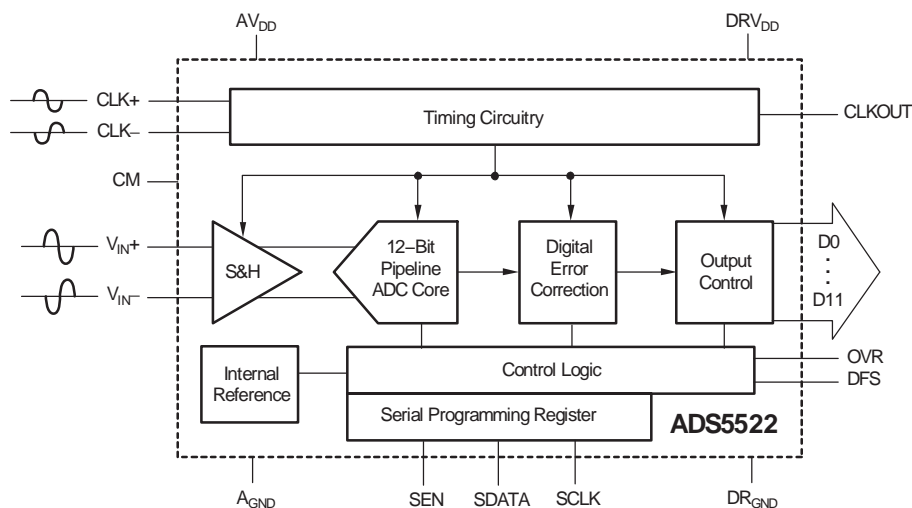 AVDD
DRVDD
CLK+
Timing Circuitry
CLKOUT
CLK−
CM
VIN+
S&H
12−Bit
Pipeline
ADC Core
Digital
Error
Correction
Output
Control
D0
.
.
.
.
D11
VIN−
Internal
Reference
Control Logic
OVR
DFS
Serial Programming Register
ADS5522
AGND
SEN
SDATA
SCLK
DRGND